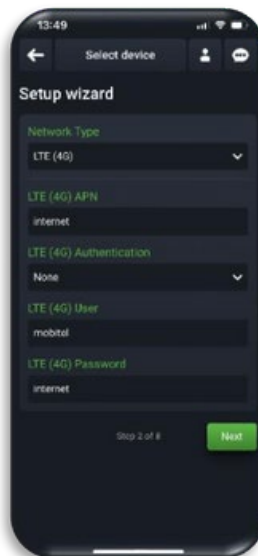 13:49
Select device
Setup wizard
Network Type
LTE (4G)
LTE (4G) APN
internet
LTE (4G) Authentication
None
LTE (4G) User
mobitel
LTE (4G) Password
internet
Step 2 of 8
Next